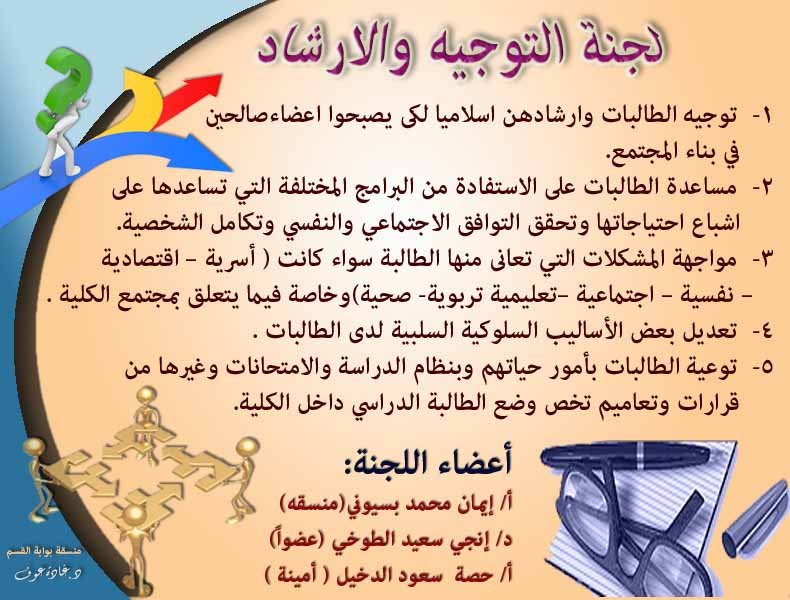 لجنة التوجيه والارشاد
١- توجيه الطالبات وارشادهن اسلاميا لكى يصبحوا اعضاءصالحين
في بناء المجتمع.
٢- مساعدة الطالبات على الاستفادة من البرامج المختلفة التي تساعدها على
اشباع احتياجاتها وتحقق التوافق الاجتماعي والنفسي وتكامل الشخصية.
٣- مواجهة المشكلات التي تعانى منها الطالبة سواء كانت ( أسرية – اقتصادية
– نفسية – اجتماعية –تعليمية تربوية- صحية)وخاصة فيما يتعلق بمجتمع الكلية .
٤- تعديل بعض الأساليب السلوكية السلبية لدى الطالبات .
٥- توعية الطالبات بأمور حياتهم وبنظام الدراسة والامتحانات وغيرها من
قرارات وتعاميم تخص وضع الطالبة الدراسي داخل الكلية.
أعضاء اللجنة:
أ/ إيمان محمد بسيوني(منسقه)
د/ إنجي سعيد الطوخي (عضواً)
أ/ حصة سعود الدخيل ( أمينة )
منسقة بوابة القسم
د.غادة عوف